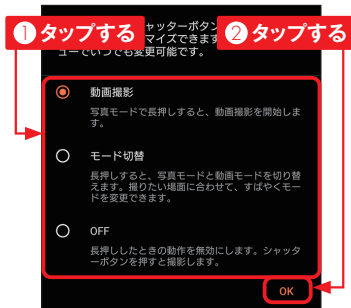 ① タップする
② タップする
ャッターボタン
マイズできます
ューでいつでも変更可能です。
動画撮影
写真モードで長押しすると、動画撮影を開始しま
す。
モード切替
長押しすると、写真モードと動画モードを切り替
えます。撮りたい場面に合わせて、すばやくモー
ドを変更できます。
OFF
長押ししたときの動作を無効にします。シャッタ
ーボタンを押すと撮影します。
OK